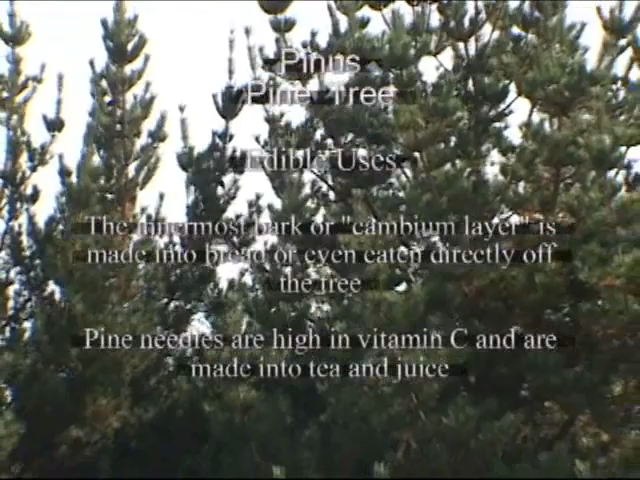 Pinus
Pine Tree
Edible Uses
The innermost bark or "cambium layer" is
made into bread or even eaten directly off
the tree
Pine needles are high in vitamin C and are
made into tea and juice